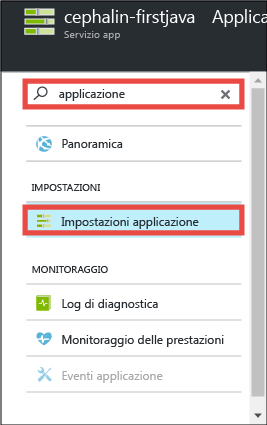 cephalin-firstjava Applica
Servizio app
applicazione
Panoramica
IMPOSTAZIONI
Impostazioni applicazione
MONITORAGGIO
Log di diagnostica
Monitoraggio delle prestazioni
Eventi applicazione